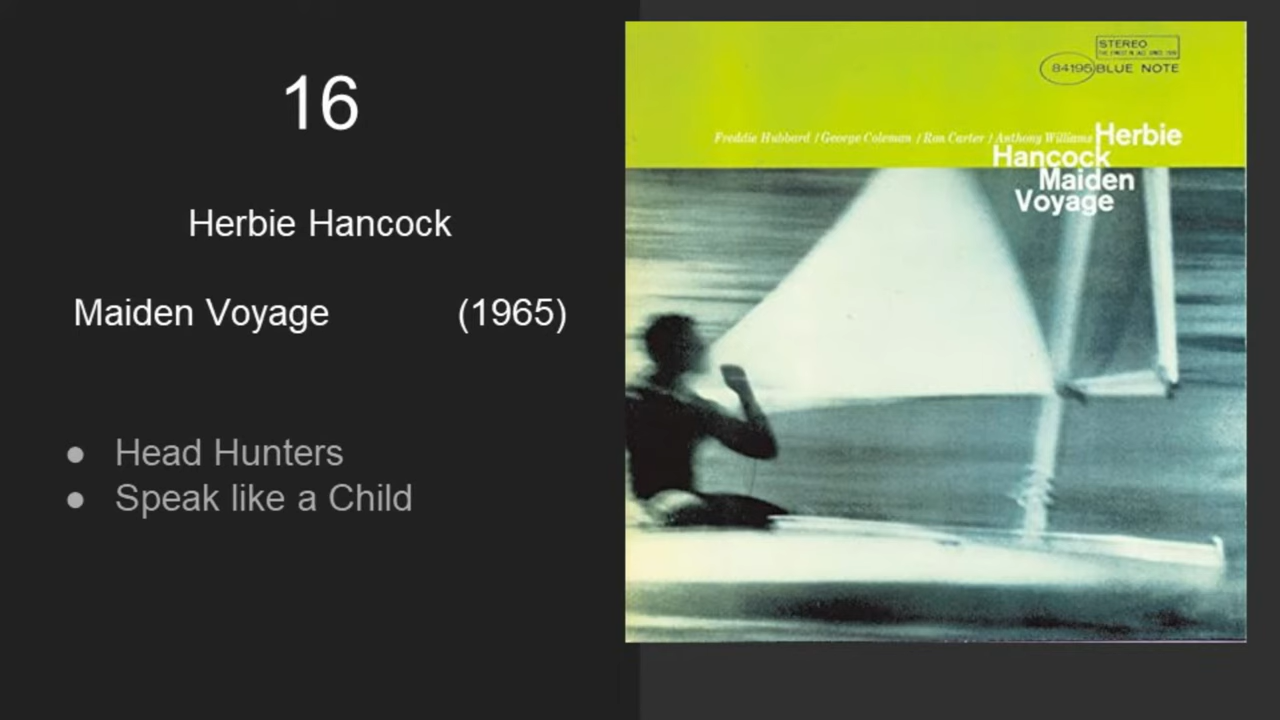 16
Herbie Hancock
Maiden Voyage (1965)
● Head Hunters
● Speak like a Child
STEREO
84195 BLUE NOTE
Freddie Hubbard / George Coleman / Ron Carter / Anthony Williams Herbie
Hancock
Maiden
Voyage